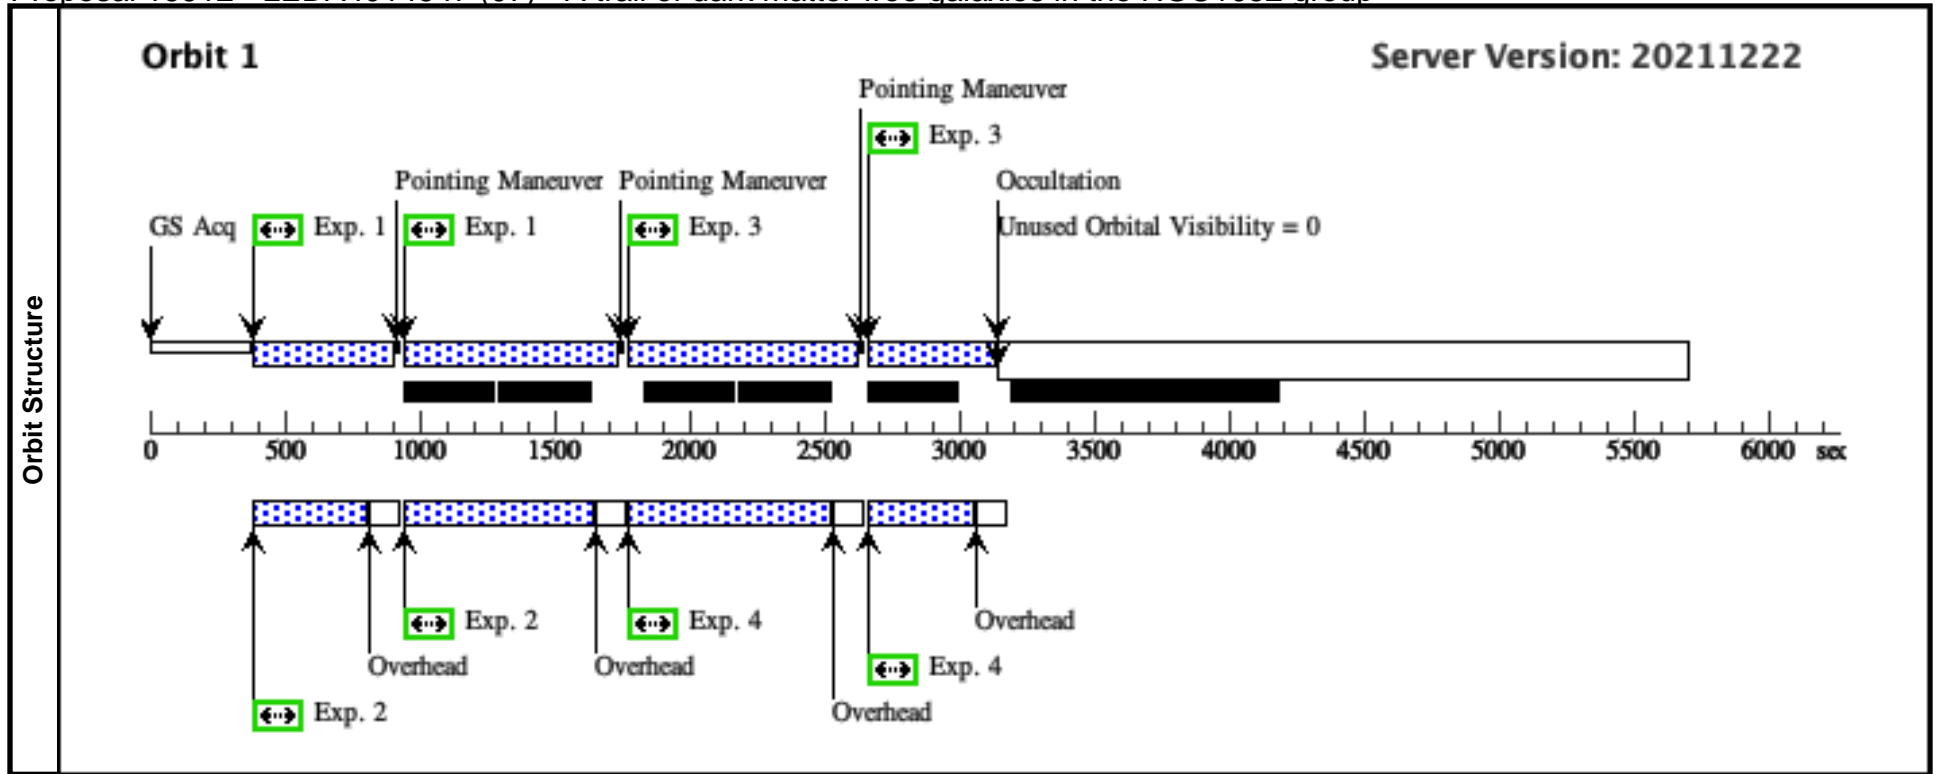 Orbit 1
Server Version: 20211222
Pointing Maneuver
Exp. 3
Pointing Maneuver Pointing Maneuver
Occultation
GS Acq
Exp. 1
Exp. 1
Exp. 3
Unused Orbital Visibility = 0
Orbit Structure
0 500 1000 1500 2000 2500 3000 3500 4000 4500 5000 5500 6000 sec
Exp. 2
Exp. 4
Overhead
Overhead
Overhead
Exp. 4
Exp. 2
Overhead